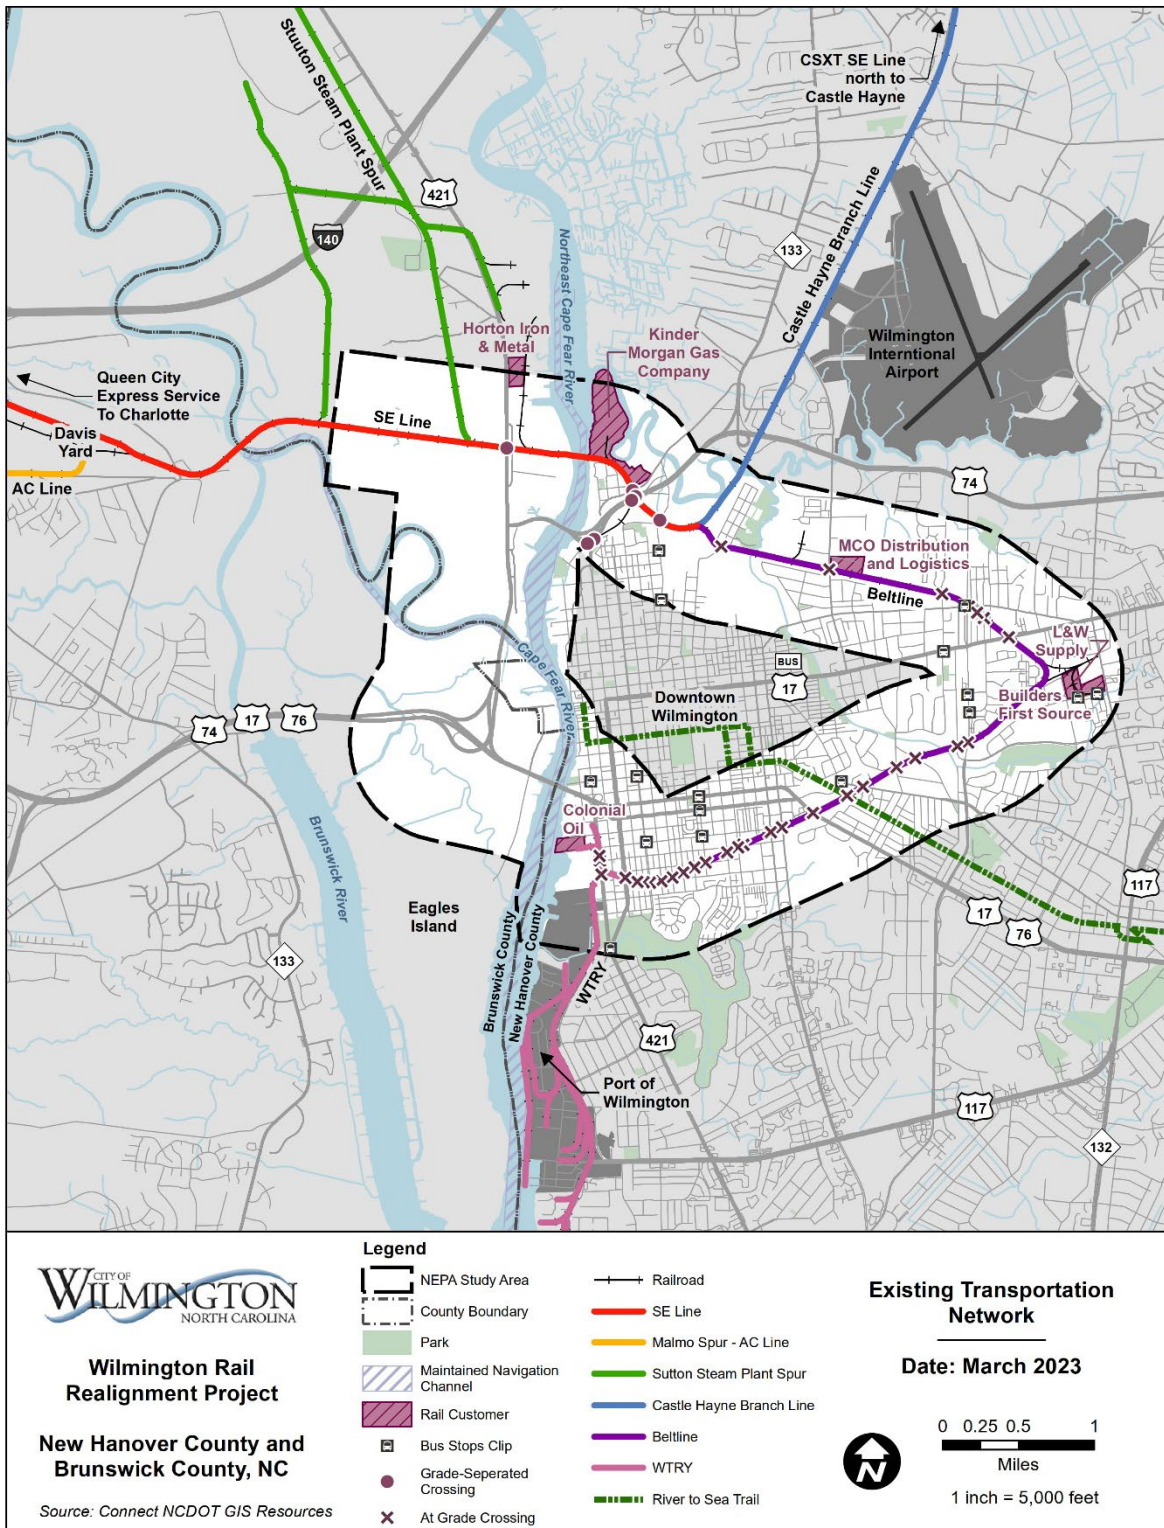 CSXT SE Line
north to
Castle Hayne
Stuuton Steam Plant Spur
421
140
Northeast Cape Fear River
133
Castle Hayne Branch Line
Horton Iron
& Metal
Kinder
Morgan Gas
Company
Wilmington
Interntional
Airport
Queen City
Express Service
To Charlotte
SE Line
Davis
Yard
AC Line
74
MCO Distribution
and Logistics
Beltline
L&W
Supply
Cape Fear River
BUS
17
Builders
First Source
Downtown
Wilmington
74
17
76
Colonial
Oil
Brunswick River
Eagles
Island
117
17
76
133
Brunswick County
New Hanover County
WTRY
421
Port of
Wilmington
117
132
CITY OF
WILMINGTON
NORTH CAROLINA
Wilmington Rail
Realignment Project
New Hanover County and
Brunswick County, NC
Source: Connect NCDOT GIS Resources
Legend
NEPA Study Area
County Boundary
Park
Maintained Navigation
Channel
Rail Customer
Bus Stops Clip
Grade-Seperated
Crossing
At Grade Crossing
Railroad
SE Line
Malmo Spur - AC Line
Sutton Steam Plant Spur
Castle Hayne Branch Line
Beltline
WTRY
River to Sea Trail
Existing Transportation
Network
Date: March 2023
N
0 0.25 0.5 1
Miles
1 inch = 5,000 feet